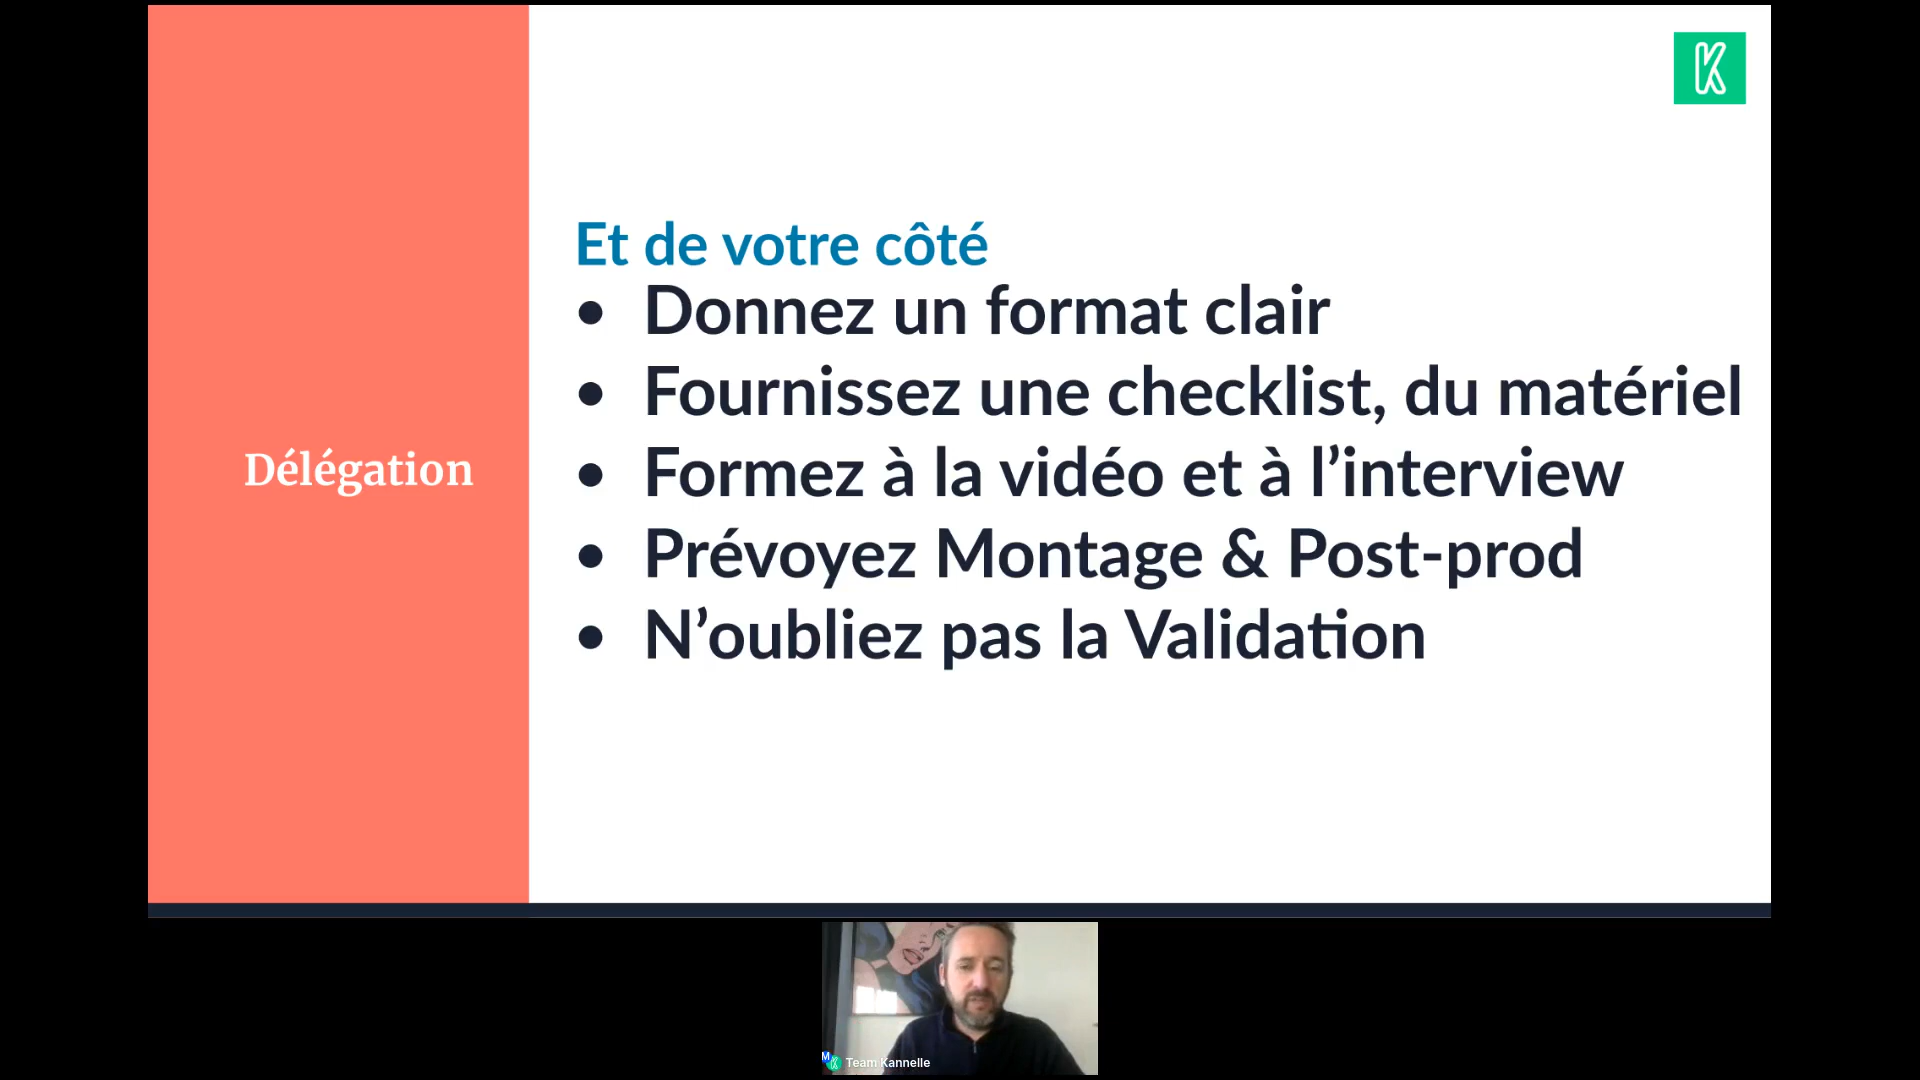 Délégation
Et de votre côté
• Donnez un format clair
• Fournissez une checklist, du matériel
• Formez à la vidéo et à l’interview
• Prévoyez Montage & Post-prod
• N’oubliez pas la Validation
K
M
Team Kannelle